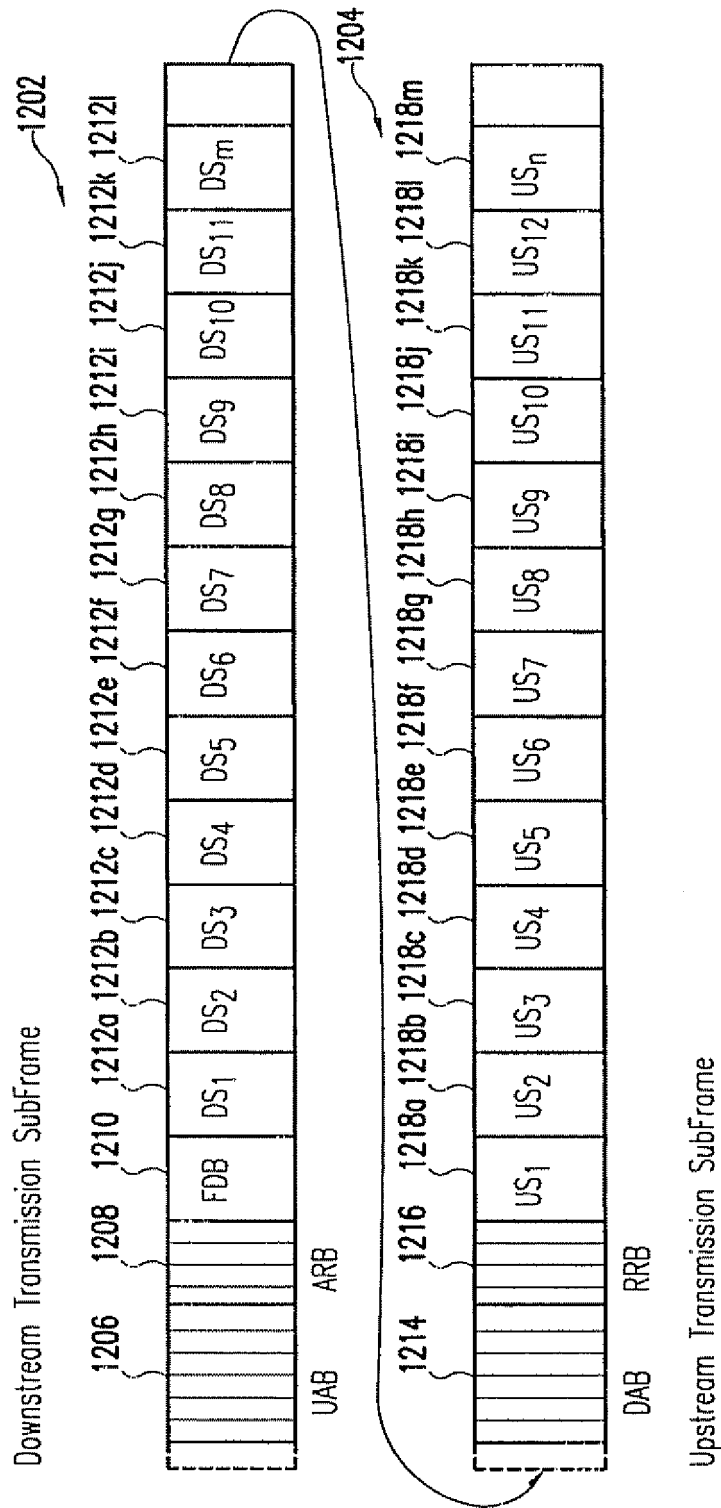 Downstream Transmission SubFrame
1202
1206 1208 1210 1212a 1212b 1212c 1212d 1212e 1212f 1212g 1212h 1212i 1212j 1212k 1212l
FDB DS1 DS2 DS3 DS4 DS5 DS6 DS7 DS8 DS9 DS10 DS11 DSm
UAB ARB
1204
1214 1216 1218a 1218b 1218c 1218d 1218e 1218f 1218g 1218h 1218i 1218j 1218k 1218l 1218m
US1 US2 US3 US4 US5 US6 US7 US8 US9 US10 US11 US12 USn
DAB RRB
Upstream Transmission SubFrame